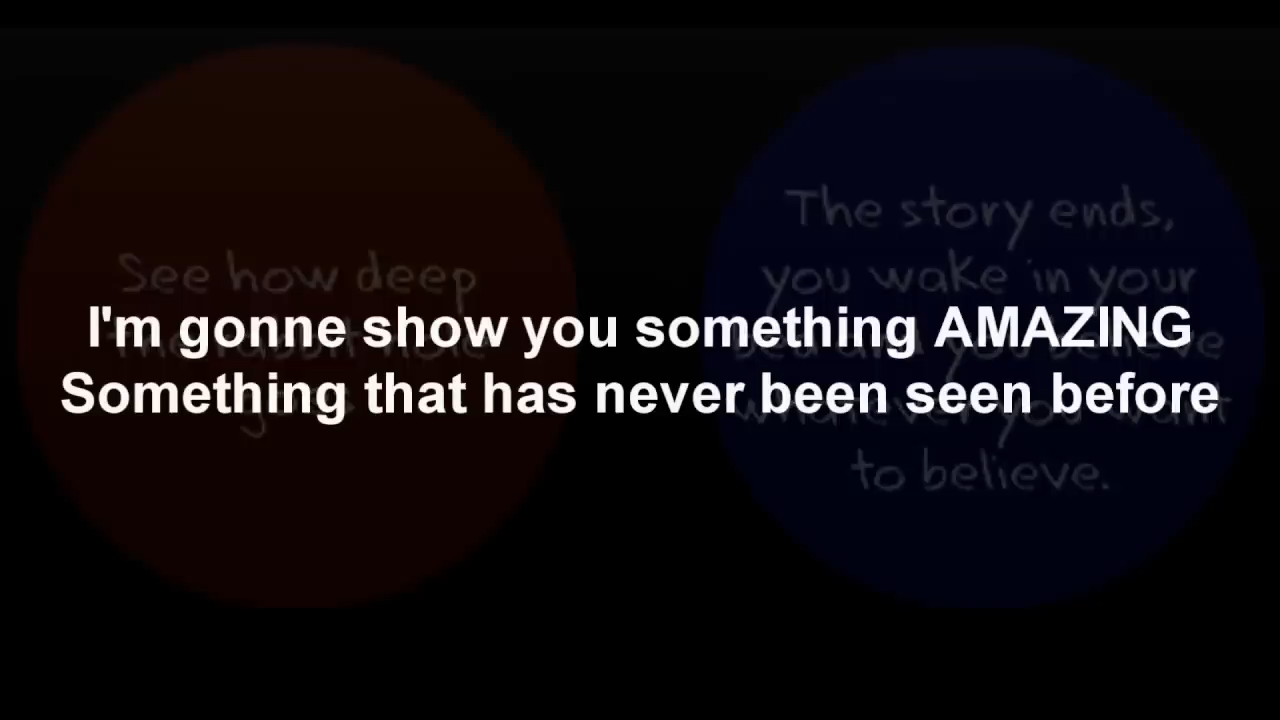 I'm gonne show you something AMAZING
Something that has never been seen before
See how deep
The story ends,
you wake in your
to believe.